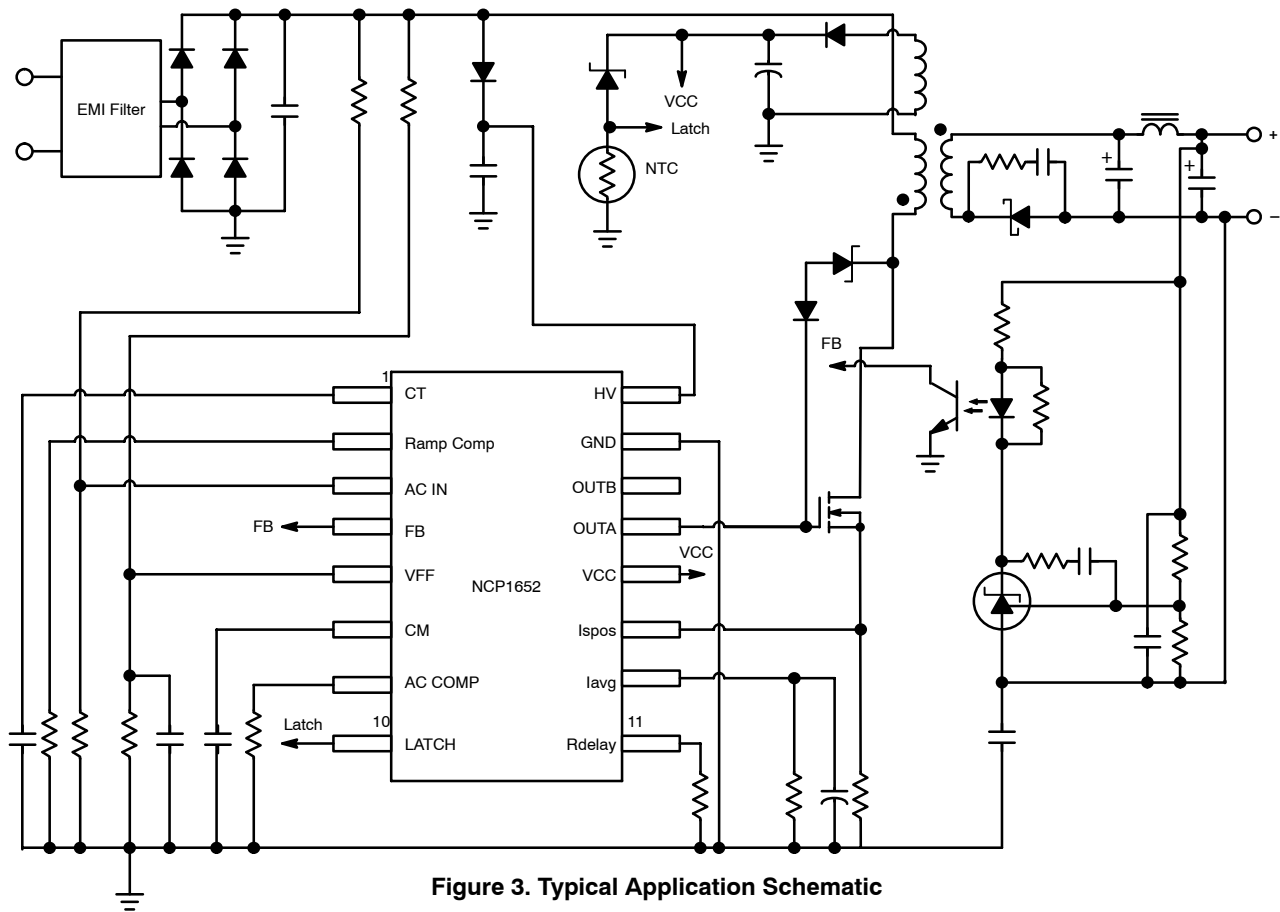 EMI Filter
VCC
Latch
NTC
+
+
+
−
FB
1
CT
HV
Ramp Comp
GND
AC IN
OUTB
FB
FB
OUTA
VCC
VFF
VCC
NCP1652
CM
Ispos
AC COMP
Iavg
Latch
10
11
LATCH
Rdelay
Figure 3. Typical Application Schematic